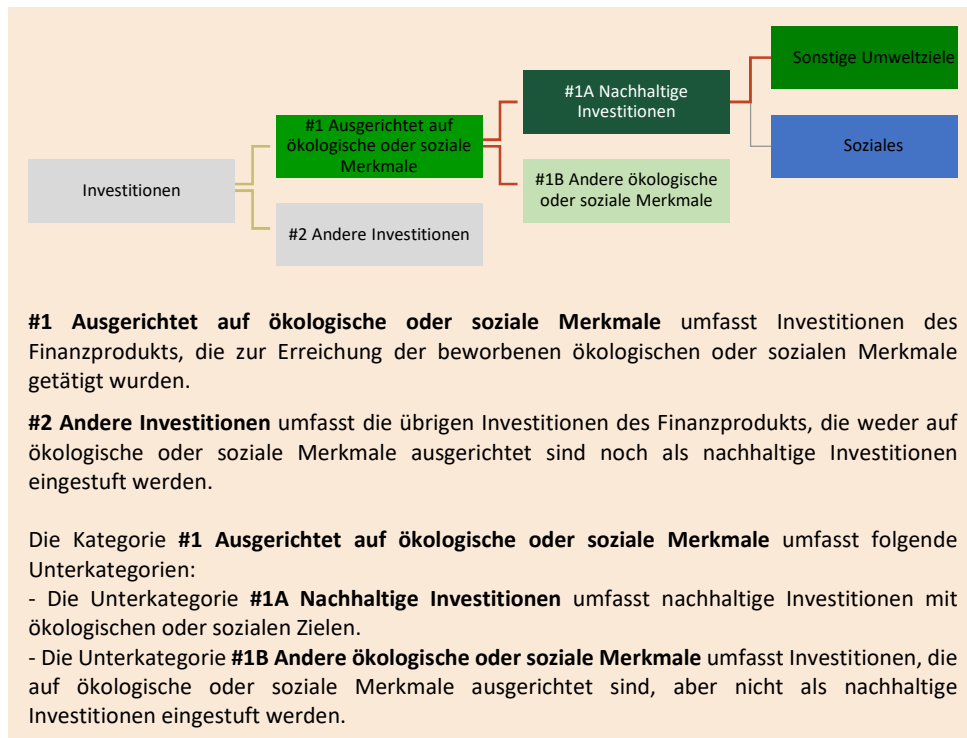 Sonstige Umweltziele
#1A Nachhaltige
Investitionen
#1 Ausgerichtet auf
ökologische oder soziale
Merkmale
Soziales
Investitionen
#1B Andere ökologische
oder soziale Merkmale
#2 Andere Investitionen
#1 Ausgerichtet auf ökologische oder soziale Merkmale umfasst Investitionen des
Finanzprodukts, die zur Erreichung der beworbenen ökologischen oder sozialen Merkmale
getätigt wurden.
#2 Andere Investitionen umfasst die übrigen Investitionen des Finanzprodukts, die weder auf
ökologische oder soziale Merkmale ausgerichtet sind noch als nachhaltige Investitionen
eingestuft werden.
Die Kategorie #1 Ausgerichtet auf ökologische oder soziale Merkmale umfasst folgende
Unterkategorien:
- Die Unterkategorie #1A Nachhaltige Investitionen umfasst nachhaltige Investitionen mit
ökologischen oder sozialen Zielen.
- Die Unterkategorie #1B Andere ökologische oder soziale Merkmale umfasst Investitionen, die
auf ökologische oder soziale Merkmale ausgerichtet sind, aber nicht als nachhaltige
Investitionen eingestuft werden.